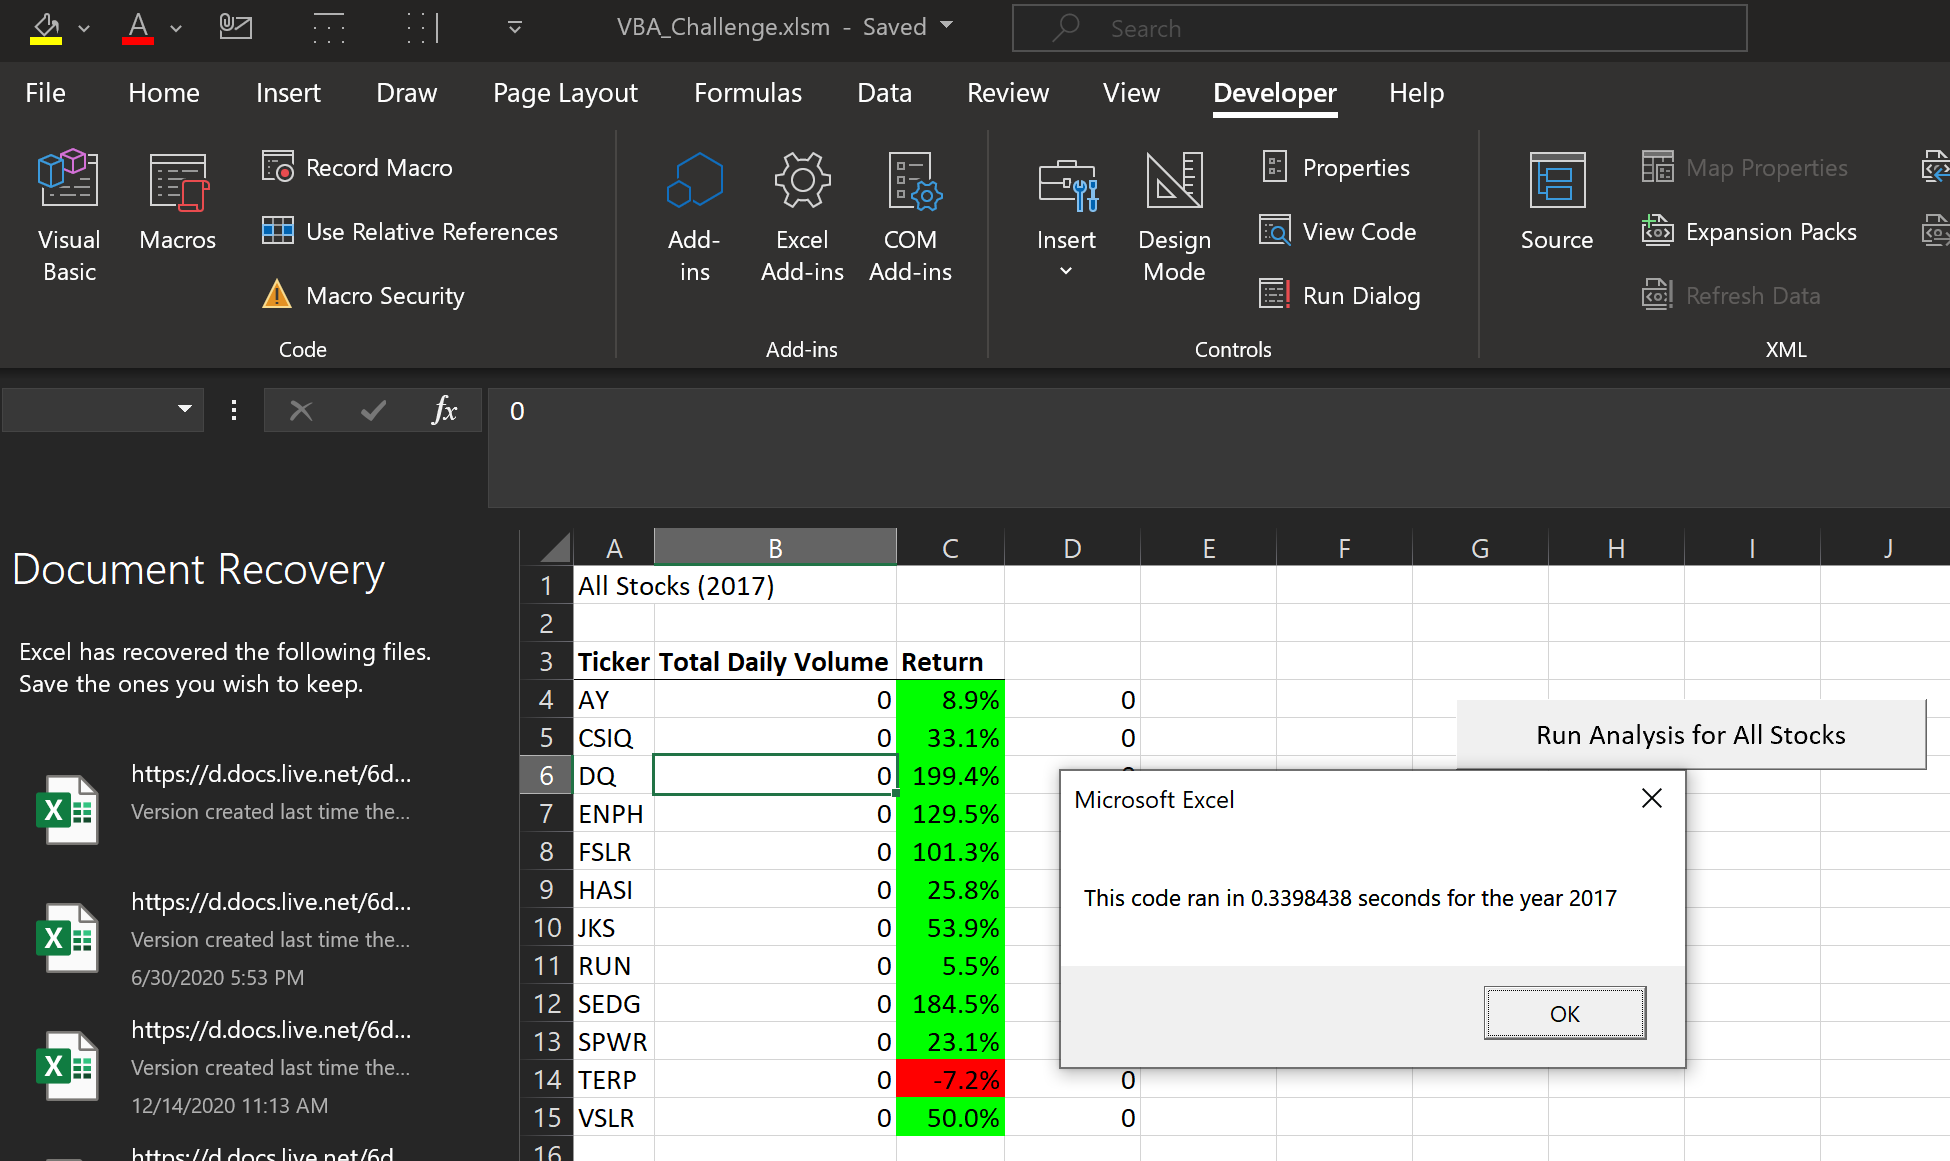 VBA_Challenge.xlsm - Saved
Search
File Home Insert Draw Page Layout Formulas Data Review View Developer Help
Visual Basic
Macros
Record Macro
Use Relative References
Macro Security
Code
Add-ins
Excel Add-ins
COM Add-ins
Add-ins
Insert
Design Mode
Properties
View Code
Run Dialog
Controls
Source
Map Properties
Expansion Packs
Refresh Data
XML
fx 0
Document Recovery
Excel has recovered the following files.
Save the ones you wish to keep.
https://d.docs.live.net/6d...
Version created last time the...
https://d.docs.live.net/6d...
Version created last time the...
6/30/2020 5:53 PM
https://d.docs.live.net/6d...
Version created last time the...
12/14/2020 11:13 AM
https://d.docs.live.net/6d
A B C D E F G H I J
1 All Stocks (2017)
2
3 Ticker Total Daily Volume Return
4 AY 0 8.9% 0
5 CSIQ 0 33.1% 0
6 DQ 0 199.4%
7 ENPH 0 129.5%
8 FSLR 0 101.3%
9 HASI 0 25.8%
10 JKS 0 53.9%
11 RUN 0 5.5%
12 SEDG 0 184.5%
13 SPWR 0 23.1%
14 TERP 0 -7.2% 0
15 VSLR 0 50.0% 0
16
Run Analysis for All Stocks
Microsoft Excel
This code ran in 0.3398438 seconds for the year 2017
OK